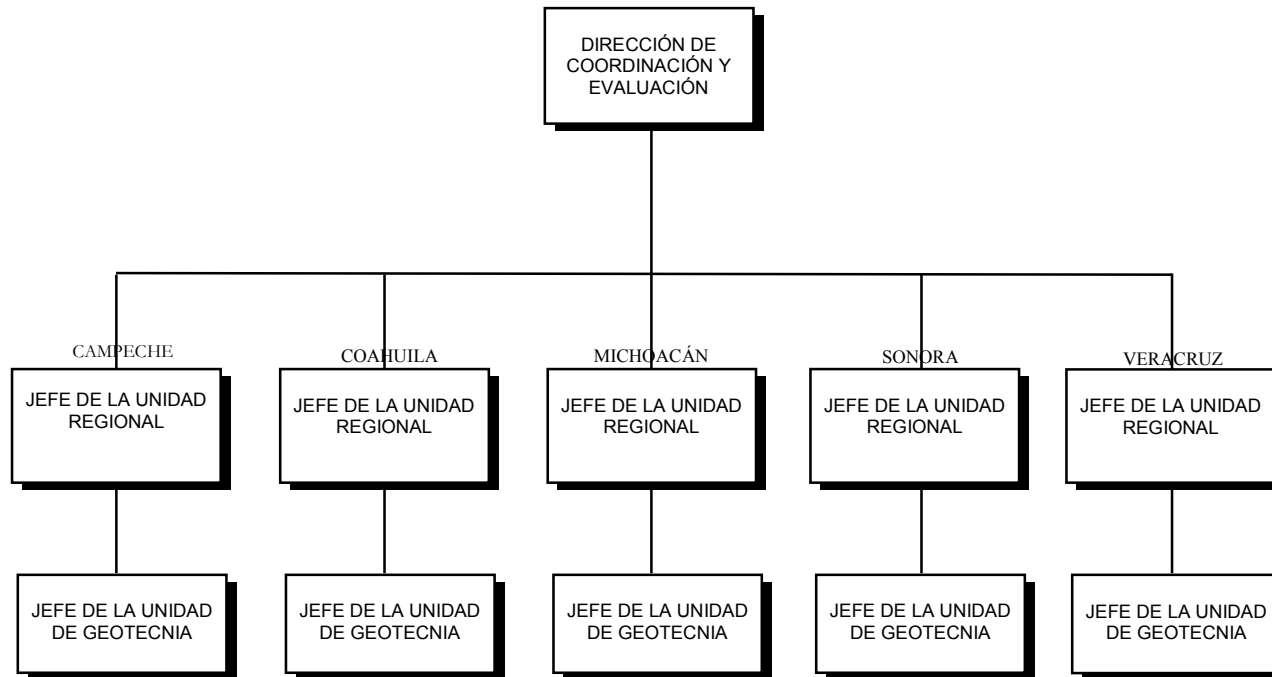 DIRECCIÓN DE
COORDINACIÓN Y
EVALUACIÓN
CAMPECHE
COAHUILA
MICHOACÁN
SONORA
VERACRUZ
JEFE DE LA UNIDAD
REGIONAL
JEFE DE LA UNIDAD
REGIONAL
JEFE DE LA UNIDAD
REGIONAL
JEFE DE LA UNIDAD
REGIONAL
JEFE DE LA UNIDAD
REGIONAL
JEFE DE LA UNIDAD
DE GEOTECNIA
JEFE DE LA UNIDAD
DE GEOTECNIA
JEFE DE LA UNIDAD
DE GEOTECNIA
JEFE DE LA UNIDAD
DE GEOTECNIA
JEFE DE LA UNIDAD
DE GEOTECNIA